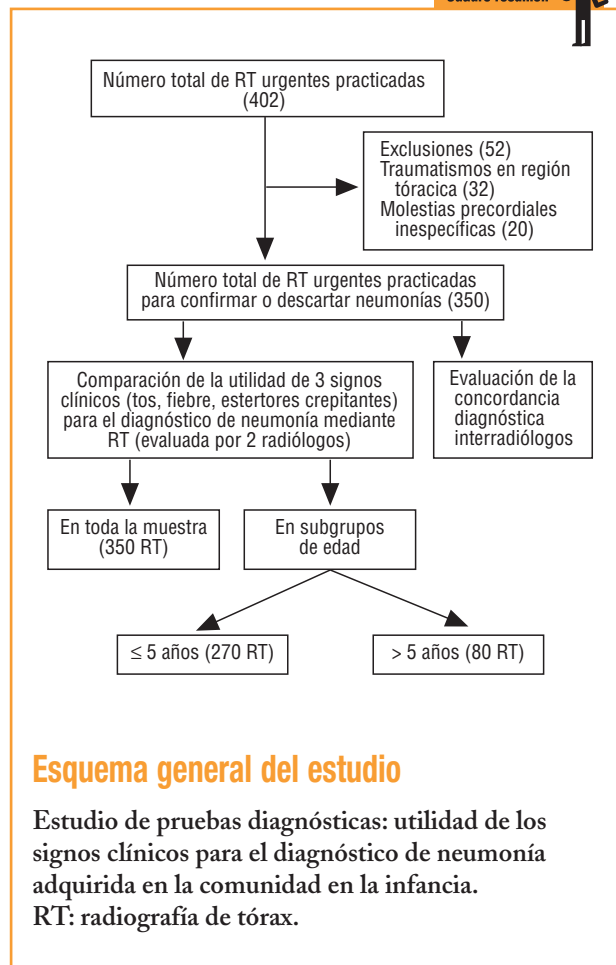 Número total de RT urgentes practicadas
(402)
Exclusiones (52)
Traumatismos en región
tóracica (32)
Molestias precordiales
inespecíficas (20)
Número total de RT urgentes practicadas
para confirmar o descartar neumonías (350)
Comparación de la utilidad de 3 signos
clínicos (tos, fiebre, estertores crepitantes)
para el diagnóstico de neumonía mediante
RT (evaluada por 2 radiólogos)
Evaluación de la
concordancia
diagnóstica
interradiólogos
En toda la muestra
(350 RT)
En subgrupos
de edad
≤ 5 años (270 RT)
> 5 años (80 RT)
Esquema general del estudio
Estudio de pruebas diagnósticas: utilidad de los
signos clínicos para el diagnóstico de neumonía
adquirida en la comunidad en la infancia.
RT: radiografía de tórax.